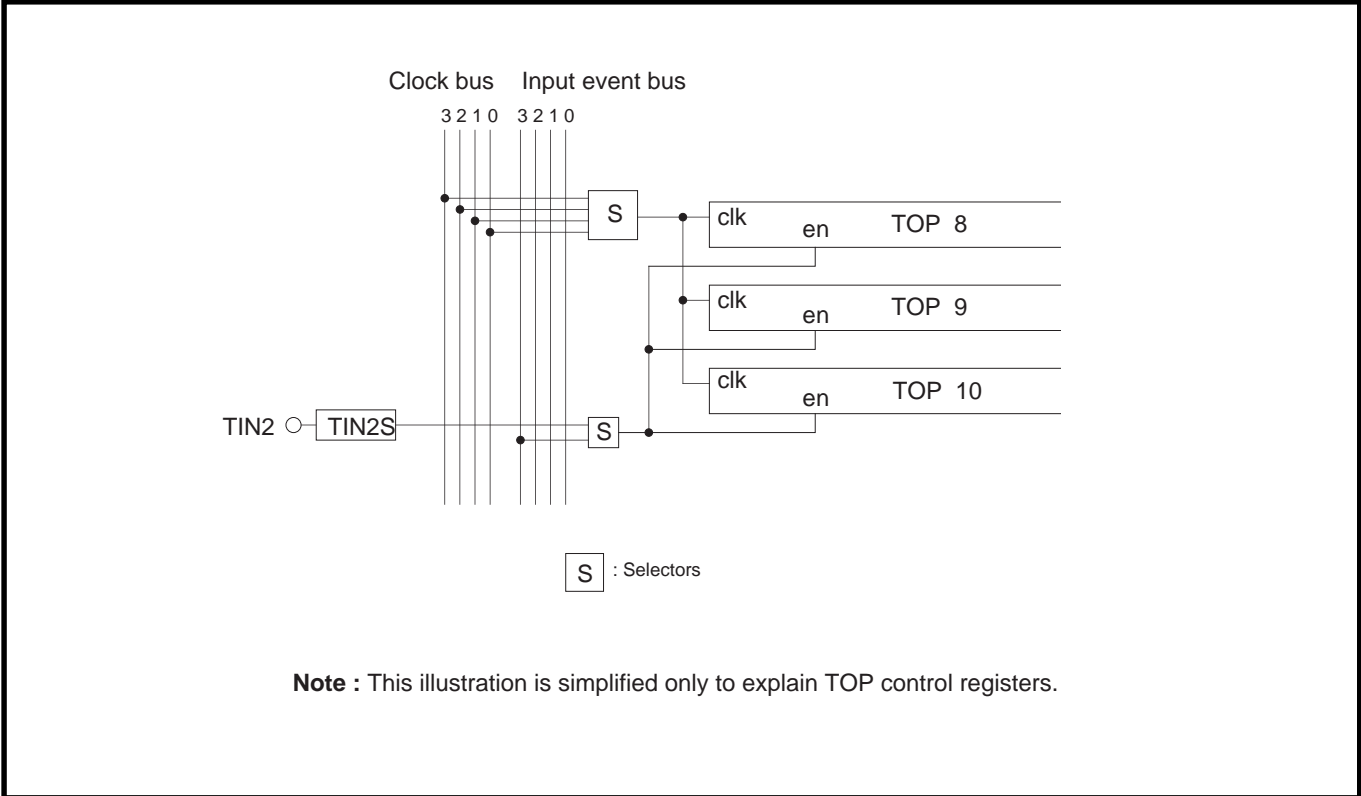 Clock bus Input event bus
3 2 1 0 3 2 1 0
S
clk en TOP 8
clk en TOP 9
clk en TOP 10
TIN2 TIN2S S
S : Selectors
Note : This illustration is simplified only to explain TOP control registers.